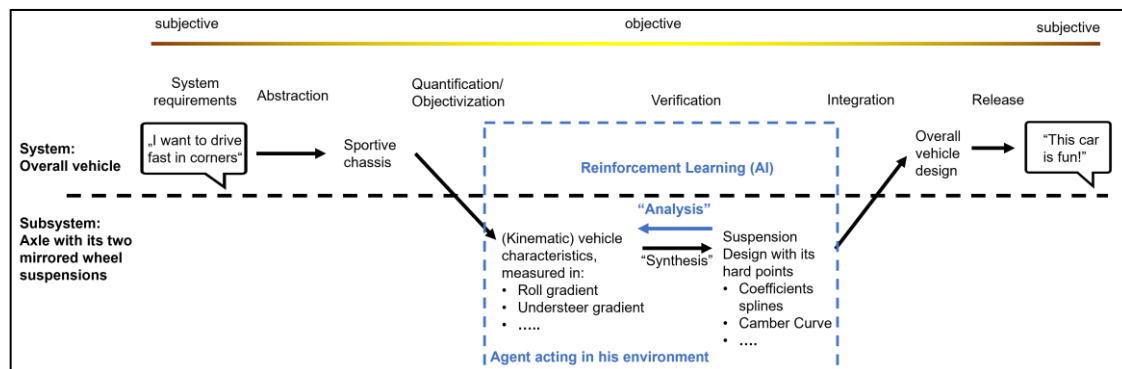 subjective
objective
subjective
System
requirements
Abstraction
Quantification/
Objectivization
Verification
Integration
Release
System:
Overall vehicle
„I want to drive
fast in corners“
Sportive
chassis
Reinforcement Learning (AI)
Overall
vehicle
design
“This car
is fun!”
Subsystem:
Axle with its two
mirrored wheel
suspensions
(Kinematic) vehicle
characteristics,
measured in:
• Roll gradient
• Understeer gradient
• .....
“Analysis”
“Synthesis”
Suspension
Design with its
hard points
• Coefficients
splines
• Camber Curve
• ....
Agent acting in his environment